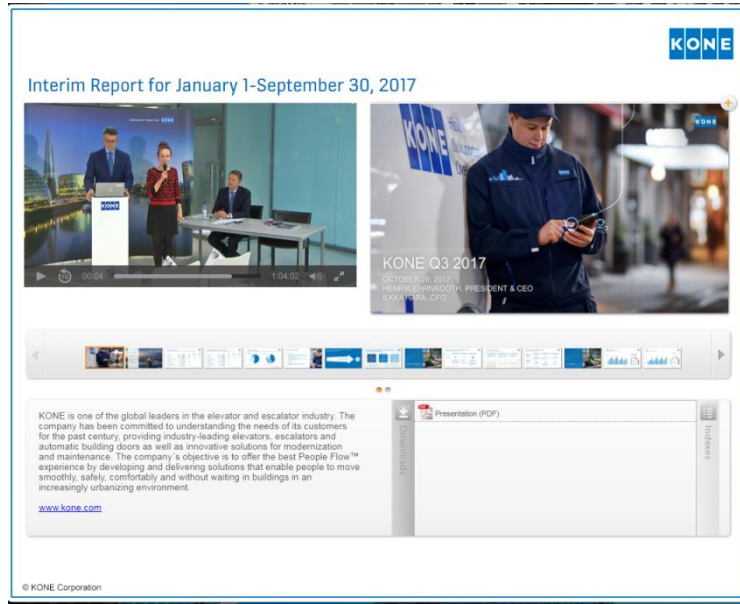 KONE
Interim Report for January 1-September 30, 2017
KONE
KONE
KONE
KONE
KONE Q3 2017
OCTOBER 26, 2017
HENRIK EHRNROOTH, PRESIDENT & CEO
ILKKA HARA, CFO
10
00:04
1:04:02
KONE is one of the global leaders in the elevator and escalator industry. The
company has been committed to understanding the needs of its customers
for the past century, providing industry-leading elevators, escalators and
automatic building doors as well as innovative solutions for modernization
and maintenance. The company´s objective is to offer the best People Flow™
experience by developing and delivering solutions that enable people to move
smoothly, safely, comfortably and without waiting in buildings in an
increasingly urbanizing environment.
www.kone.com
Downloads
Presentation (PDF)
Indexes
© KONE Corporation